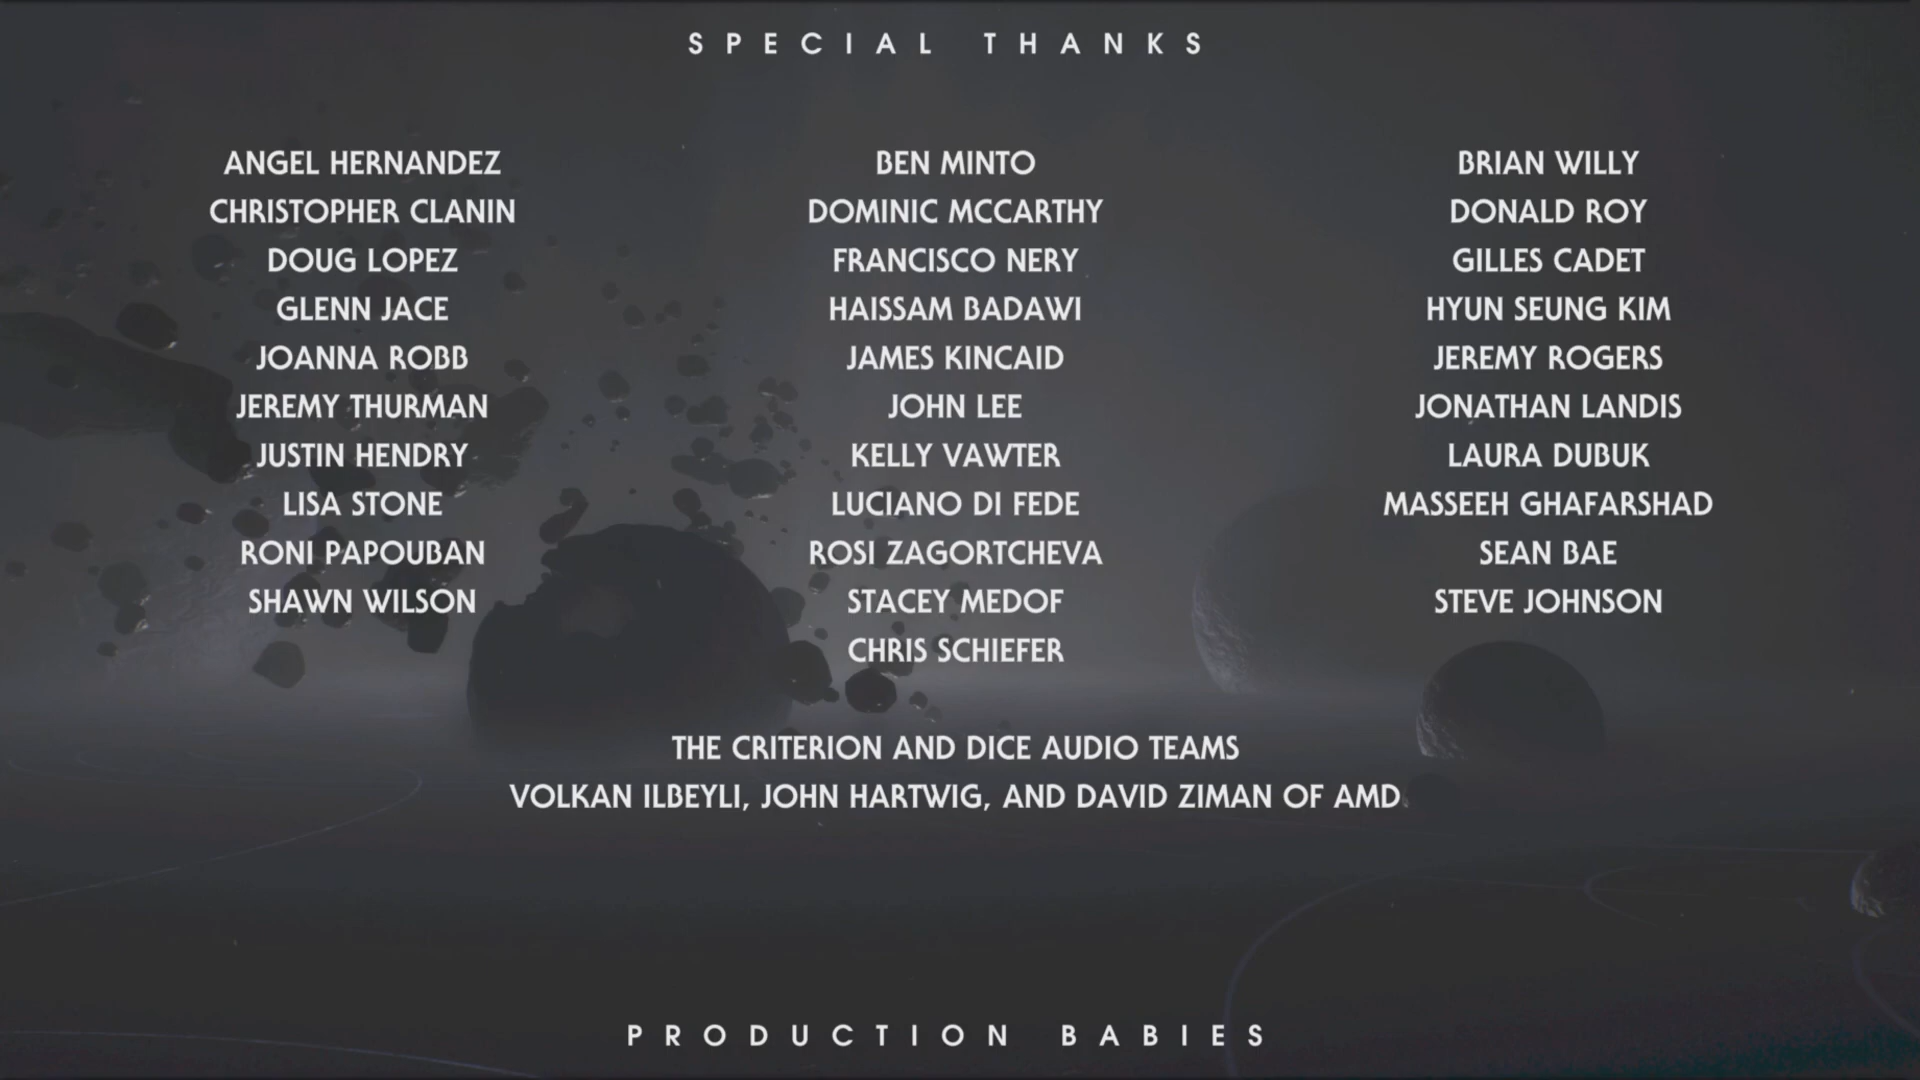 SPECIAL THANKS
ANGEL HERNANDEZ
BEN MINTO
BRIAN WILLY
CHRISTOPHER CLANIN
DOMINIC MCCARTHY
DONALD ROY
DOUG LOPEZ
FRANCISCO NERY
GILLES CADET
GLENN JACE
HAISSAM BADAWI
HYUN SEUNG KIM
JOANNA ROBB
JAMES KINCAID
JEREMY ROGERS
JEREMY THURMAN
JOHN LEE
JONATHAN LANDIS
JUSTIN HENDRY
KELLY VAWTER
LAURA DUBUK
LISA STONE
LUCIANO DI FEDE
MASSEEH GHAFARSHAD
RONI PAPOUBAN
ROSI ZAGORTCHEVA
SEAN BAE
SHAWN WILSON
STACEY MEDOF
STEVE JOHNSON
CHRIS SCHIEFER
THE CRITERION AND DICE AUDIO TEAMS
VOLKAN ILBEYLI, JOHN HARTWIG, AND DAVID ZIMAN OF AMD
PRODUCTION BABIES